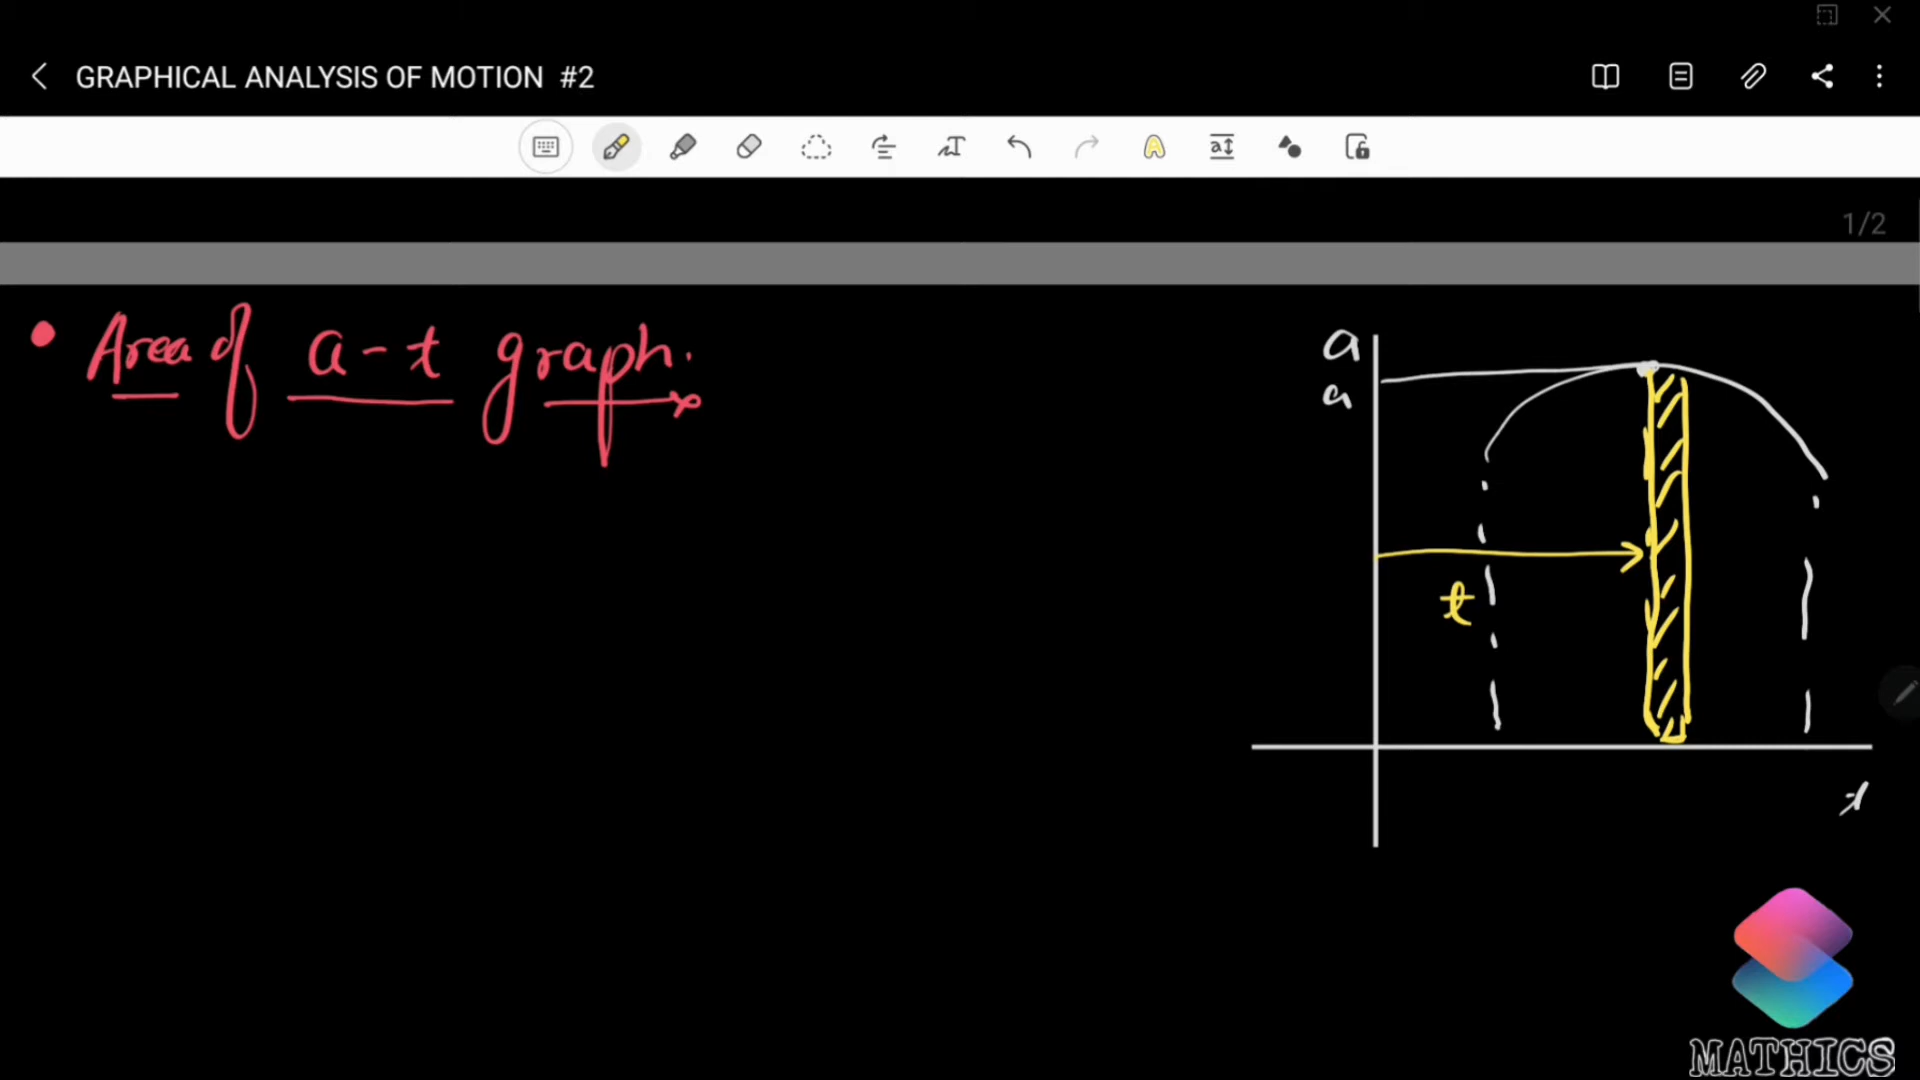 GRAPHICAL ANALYSIS OF MOTION #2
1/2
• Area of a-t graph.
a
a
t
t
MATHICS